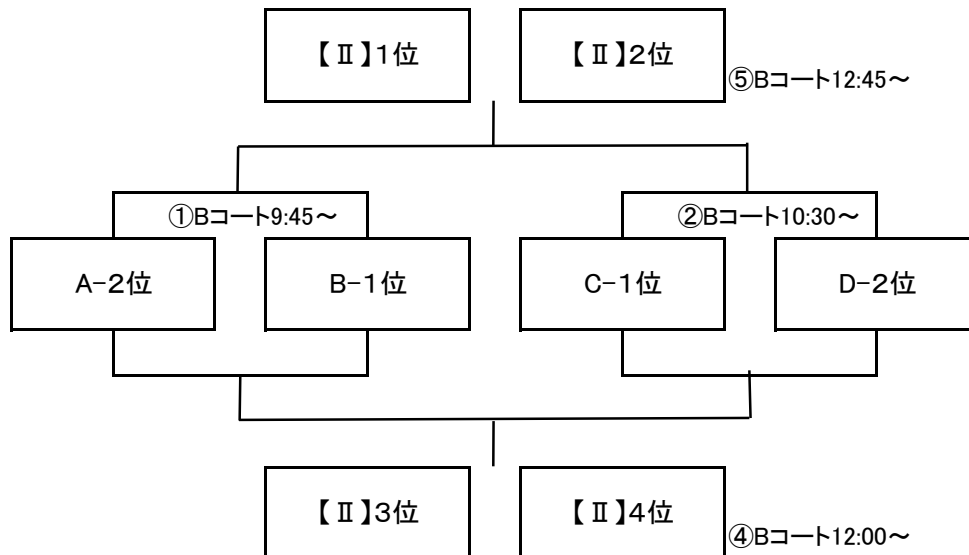 【Ⅱ】1位
【Ⅱ】2位
⑤Bコート12:45～
①Bコート9:45～
②Bコート10:30～
A-2位
B-1位
C-1位
D-2位
【Ⅱ】3位
【Ⅱ】4位
④Bコート12:00～